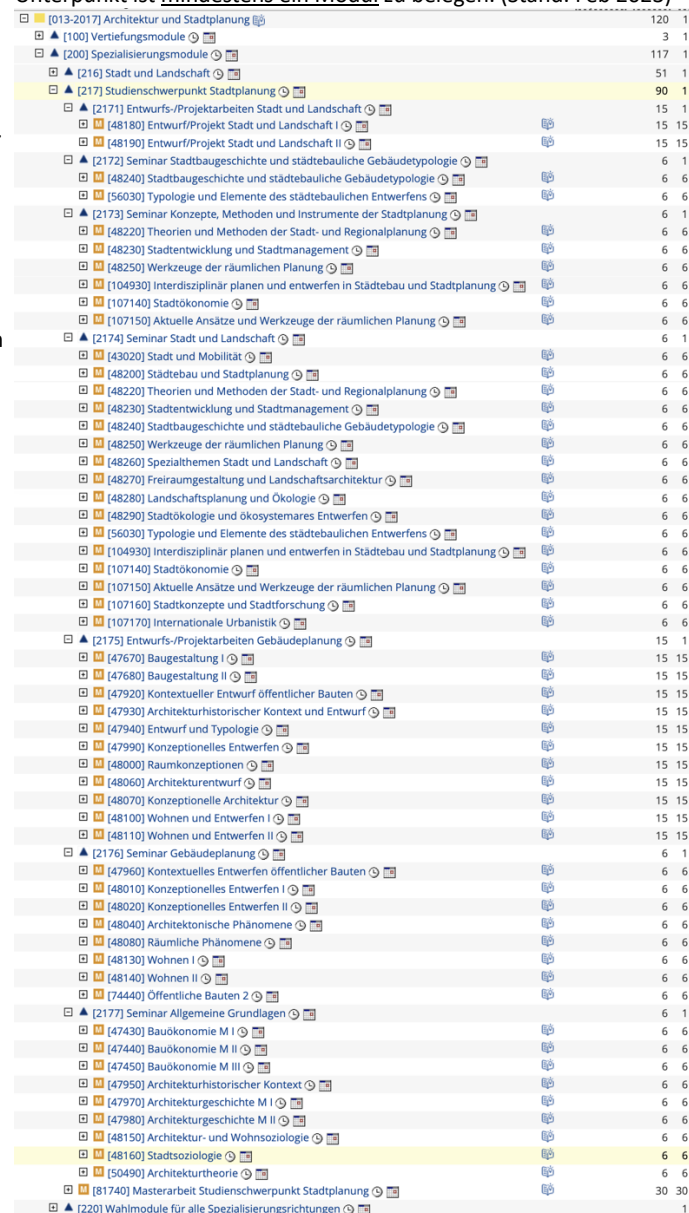 Unterpunkt ist mindestens ein Modul zu belegen. (Stand: Feb 2023)
[013-2017] Architektur und Stadtplanung 120 1
[100] Vertiefungsmodule 3 1
[200] Spezialisierungsmodule 117 1
[216] Stadt und Landschaft 51 1
[217] Studienschwerpunkt Stadtplanung 90 1
[2171] Entwurfs-/Projektarbeiten Stadt und Landschaft 15 1
M [48180] Entwurf/Projekt Stadt und Landschaft I 15 15
M [48190] Entwurf/Projekt Stadt und Landschaft II 15 15
[2172] Seminar Stadtbaugeschichte und städtebauliche Gebäudetypologie 6 1
M [48240] Stadtbaugeschichte und städtebauliche Gebäudetypologie 6 6
M [56030] Typologie und Elemente des städtebaulichen Entwerfens 6 6
[2173] Seminar Konzepte, Methoden und Instrumente der Stadtplanung 6 1
M [48220] Theorien und Methoden der Stadt- und Regionalplanung 6 6
M [48230] Stadtentwicklung und Stadtmanagement 6 6
M [48250] Werkzeuge der räumlichen Planung 6 6
M [104930] Interdisziplinär planen und entwerfen in Städtebau und Stadtplanung 6 6
M [107140] Stadtökonomie 6 6
M [107150] Aktuelle Ansätze und Werkzeuge der räumlichen Planung 6 6
[2174] Seminar Stadt und Landschaft 6 1
M [43020] Stadt und Mobilität 6 6
M [48200] Städtebau und Stadtplanung 6 6
M [48220] Theorien und Methoden der Stadt- und Regionalplanung 6 6
M [48230] Stadtentwicklung und Stadtmanagement 6 6
M [48240] Stadtbaugeschichte und städtebauliche Gebäudetypologie 6 6
M [48250] Werkzeuge der räumlichen Planung 6 6
M [48260] Spezialthemen Stadt und Landschaft 6 6
M [48270] Freiraumgestaltung und Landschaftsarchitektur 6 6
M [48280] Landschaftsplanung und Ökologie 6 6
M [48290] Stadtökologie und ökosystemares Entwerfen 6 6
M [56030] Typologie und Elemente des städtebaulichen Entwerfens 6 6
M [104930] Interdisziplinär planen und entwerfen in Städtebau und Stadtplanung 6 6
M [107140] Stadtökonomie 6 6
M [107150] Aktuelle Ansätze und Werkzeuge der räumlichen Planung 6 6
M [107160] Stadtkonzepte und Stadtforschung 6 6
M [107170] Internationale Urbanistik 6 6
[2175] Entwurfs-/Projektarbeiten Gebäudeplanung 15 1
M [47670] Baugestaltung I 15 15
M [47680] Baugestaltung II 15 15
M [47920] Kontextueller Entwurf öffentlicher Bauten 15 15
M [47930] Architekturhistorischer Kontext und Entwurf 15 15
M [47940] Entwurf und Typologie 15 15
M [47990] Konzeptionelles Entwerfen 15 15
M [48000] Raumkonzeptionen 15 15
M [48060] Architekturentwurf 15 15
M [48070] Konzeptionelle Architektur 15 15
M [48100] Wohnen und Entwerfen I 15 15
M [48110] Wohnen und Entwerfen II 15 15
[2176] Seminar Gebäudeplanung 6 1
M [47960] Kontextuelles Entwerfen öffentlicher Bauten 6 6
M [48010] Konzeptionelles Entwerfen I 6 6
M [48020] Konzeptionelles Entwerfen II 6 6
M [48040] Architektonische Phänomene 6 6
M [48080] Räumliche Phänomene 6 6
M [48130] Wohnen I 6 6
M [48140] Wohnen II 6 6
M [74440] Öffentliche Bauten 2 6 6
[2177] Seminar Allgemeine Grundlagen 6 1
M [47430] Bauökonomie M I 6 6
M [47440] Bauökonomie M II 6 6
M [47450] Bauökonomie M III 6 6
M [47950] Architekturhistorischer Kontext 6 6
M [47970] Architekturgeschichte M I 6 6
M [47980] Architekturgeschichte M II 6 6
M [48150] Architektur- und Wohnsoziologie 6 6
M [48160] Stadtsoziologie 6 6
M [50490] Architekturtheorie 6 6
M [81740] Masterarbeit Studienschwerpunkt Stadtplanung 30 30
[220] Wahlmodule für alle Spezialisierungsrichtungen 1